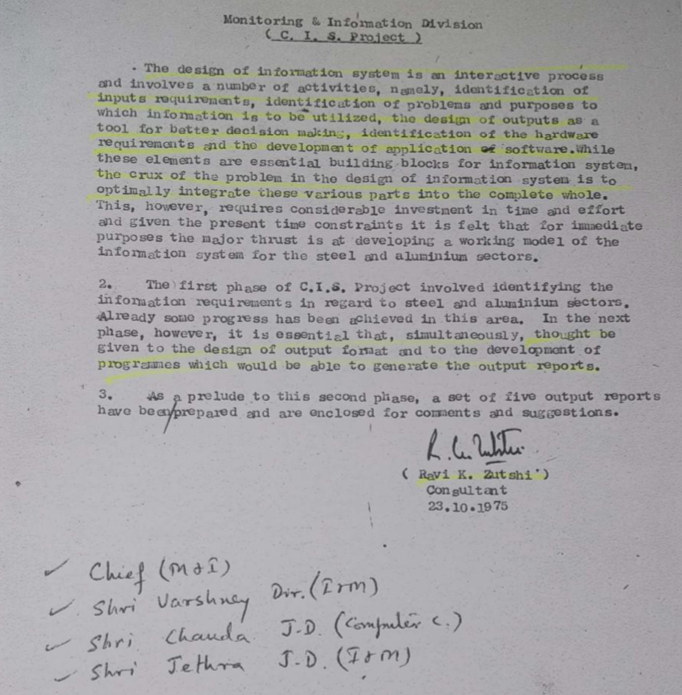 Monitoring & Information Division
( C. I. S. Project )
. The design of information system is an interactive process
and involves a number of activities, namely, identification of
inputs requirements, identification of problems and purposes to
which information is to be utilized, the design of outputs as a
tool for better decision making, identification of the hardware
requirements and the development of application of software.While
these elements are essential building blocks for information system,
the crux of the problem in the design of information system is to
optimally integrate these various parts into the complete whole.
This, however, requires considerable investment in time and effort
and given the present time constraints it is felt that for immediate
purposes the major thrust is at developing a working model of the
information system for the steel and aluminium sectors.
2. The first phase of C.I.S. Project involved identifying the
information requirements in regard to steel and aluminium sectors.
Already some progress has been achieved in this area. In the next
phase, however, it is essential that, simultaneously, thought be
given to the design of output format and to the development of
programmes which would be able to generate the output reports.
3. As a prelude to this second phase, a set of five output reports
have been/prepared and are enclosed for comments and suggestions.
( Ravi K. Zutshi )
Consultant
23.10.1975
✓ Chief (M&I)
✓ Shri Varshney Dir. (I&M)
✓ Shri Chauda J.D. (Computer C.)
✓ Shri Jethra J.D. (I&M)